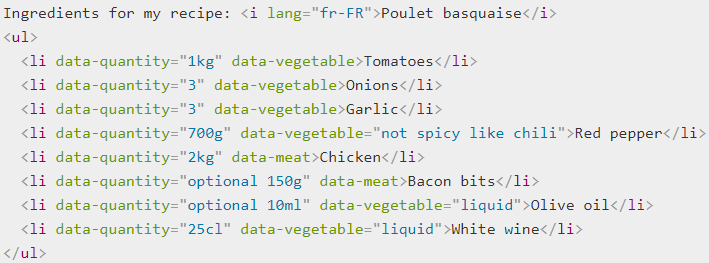 Ingredients for my recipe: <i lang="fr-FR">Poulet basquaise</i>
<ul>
  <li data-quantity="1kg" data-vegetable>Tomatoes</li>
  <li data-quantity="3" data-vegetable>Onions</li>
  <li data-quantity="3" data-vegetable>Garlic</li>
  <li data-quantity="700g" data-vegetable="not spicy like chili">Red pepper</li>
  <li data-quantity="2kg" data-meat>Chicken</li>
  <li data-quantity="optional 150g" data-meat>Bacon bits</li>
  <li data-quantity="optional 10ml" data-vegetable="liquid">Olive oil</li>
  <li data-quantity="25cl" data-vegetable="liquid">White wine</li>
</ul>